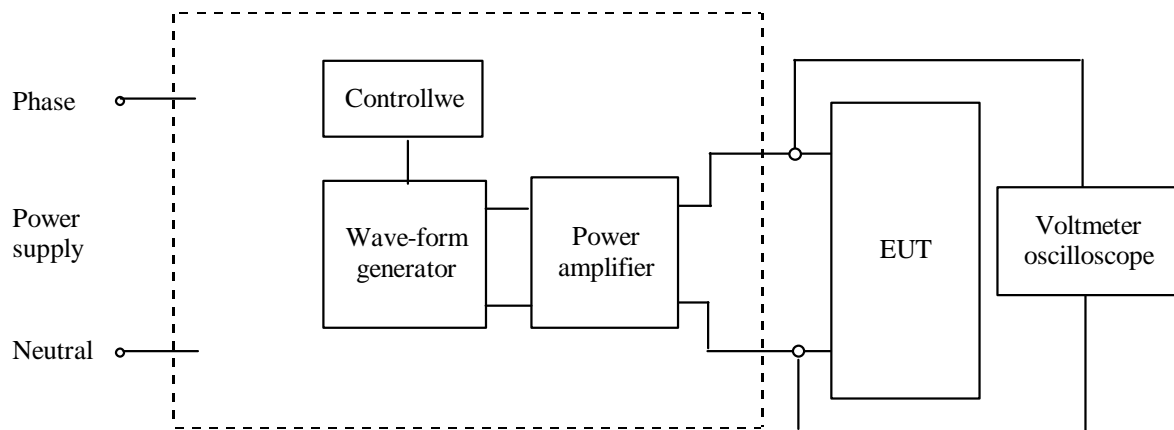 Phase
Controllwe
Power
supply
Wave-form
generator
Power
amplifier
EUT
Voltmeter
oscilloscope
Neutral